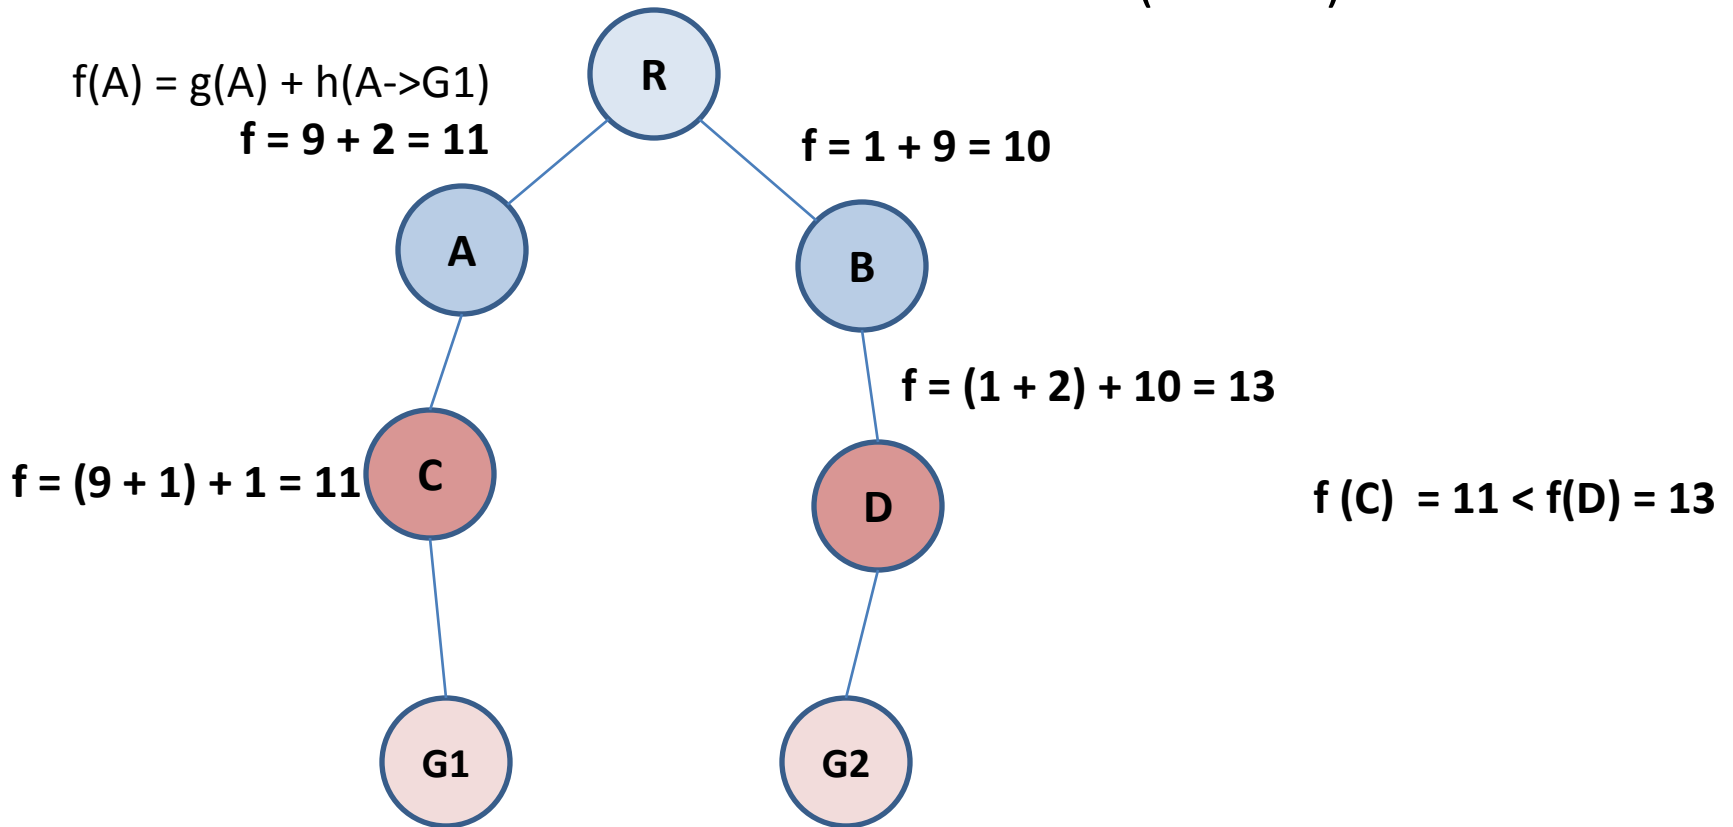 R
f(A) = g(A) + h(A->G1)
f = 9 + 2 = 11
f = 1 + 9 = 10
A
B
f = (1 + 2) + 10 = 13
C
f = (9 + 1) + 1 = 11
D
f (C) = 11 < f(D) = 13
G1
G2